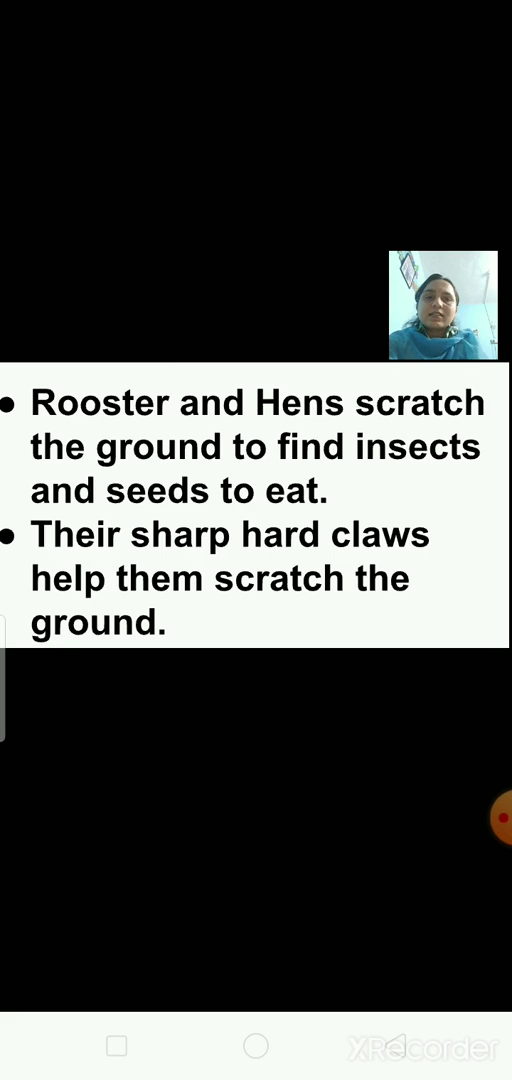 ● Rooster and Hens scratch
the ground to find insects
and seeds to eat.
● Their sharp hard claws
help them scratch the
ground.
XRecorder